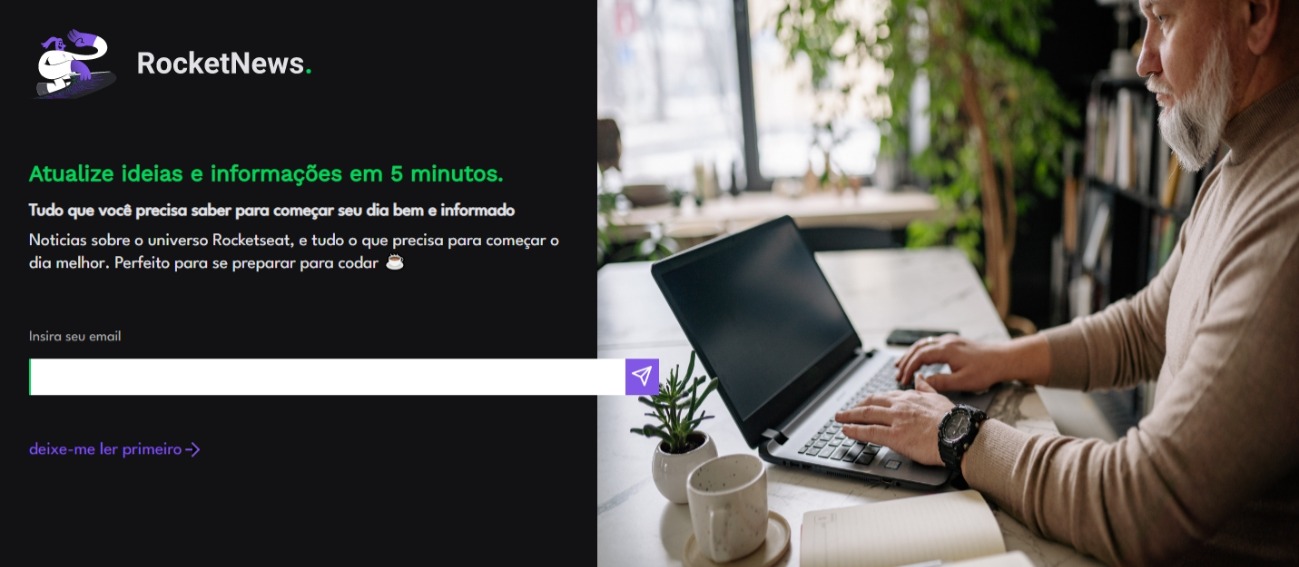 RocketNews.
Atualize ideias e informações em 5 minutos.
Tudo que você precisa saber para começar seu dia bem e informado
Noticias sobre o universo Rocketseat, e tudo o que precisa para começar o
dia melhor. Perfeito para se preparar para codar ☕
Insira seu email
deixe-me ler primeiro →